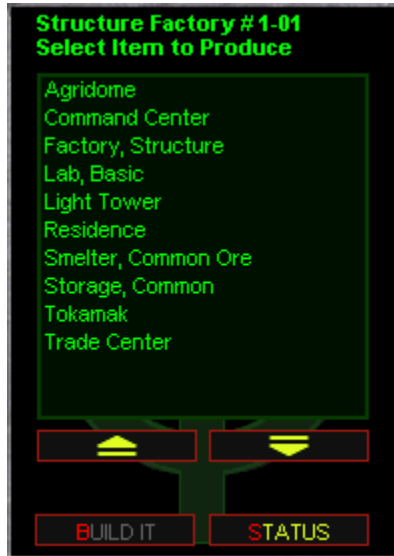 Structure Factory #1-01
Select Item to Produce
Agridome
Command Center
Factory, Structure
Lab, Basic
Light Tower
Residence
Smelter, Common Ore
Storage, Common
Tokamak
Trade Center
BUILD IT
STATUS